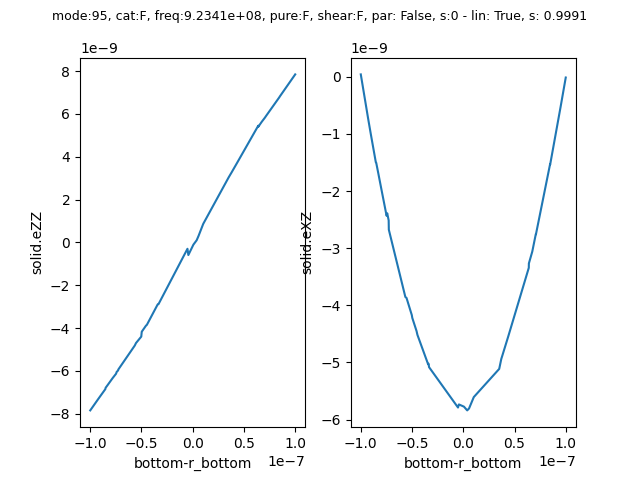 mode:95, cat:F, freq:9.2341e+08, pure:F, shear:F, par: False, s:0 - lin: True, s: 0.9991
1e−9
8
6
4
2
0
−2
−4
−6
−8
solid.eZZ
−1.0 −0.5 0.0 0.5 1.0
bottom-r_bottom 1e−7
1e−9
0
−1
−2
−3
−4
−5
−6
solid.eXZ
−1.0 −0.5 0.0 0.5 1.0
bottom-r_bottom 1e−7